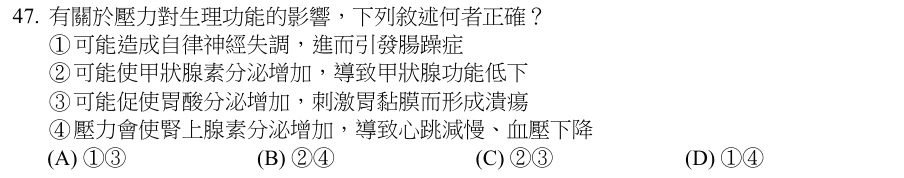 47. 有關於壓力對生理功能的影響，下列敘述何者正確？
①可能造成自律神經失調，進而引發腸躁症
②可能使甲狀腺素分泌增加，導致甲狀腺功能低下
③可能促使胃酸分泌增加，刺激胃黏膜而形成潰瘍
④壓力會使腎上腺素分泌增加，導致心跳減慢、血壓下降
(A) ①③ (B) ②④ (C) ②③ (D) ①④